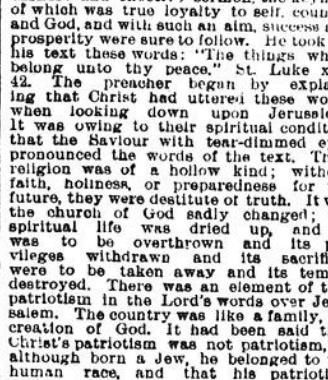 of which was true loyalty to self, coun
and God, and with such an aim, success
prosperity were sure to follow. He took
his text these words: "The things wh
belong unto thy peace." St. Luke x
42. The preacher began by expla
ing that Christ had uttered these wo
when looking down upon Jerusale
It was owing to their spiritual condit
that the Saviour with tear-dimmed e
pronounced the words of the text. Th
religion was of a hollow kind; with
faith, holiness, or preparedness for
future, they were destitute of truth. It w
the church of God sadly changed;
spiritual life was dried up, and
was to be overthrown and its p
vileges withdrawn and its sacrif
were to be taken away and its tem
destroyed. There was an element of t
patriotism in the Lord's words over Je
salem. The country was like a family,
creation of God. It had been said t
Christ's patriotism was not patriotism,
although born a Jew, he belonged to
human race, and that his patriot